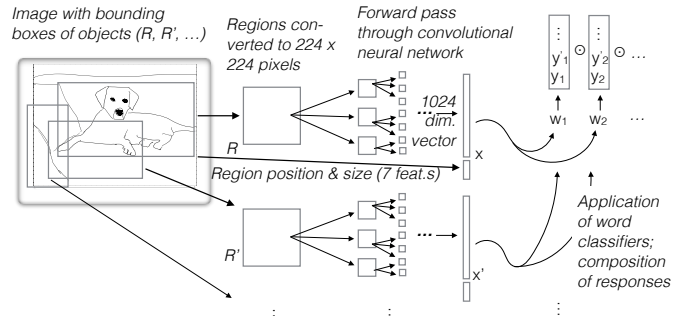 Image with bounding
boxes of objects (R, R', …)
Regions con-
verted to 224 x
224 pixels
Forward pass
through convolutional
neural network
⋮ ⋮
y'1 ⊙ y'2 ⊙ …
y1 y2
1024
dim.
vector
...
w1 w2 …
R
x
Region position & size (7 feat.s)
Application
of word
classifiers;
composition
of responses
...
R'
x'
⋮ ⋮ ⋮